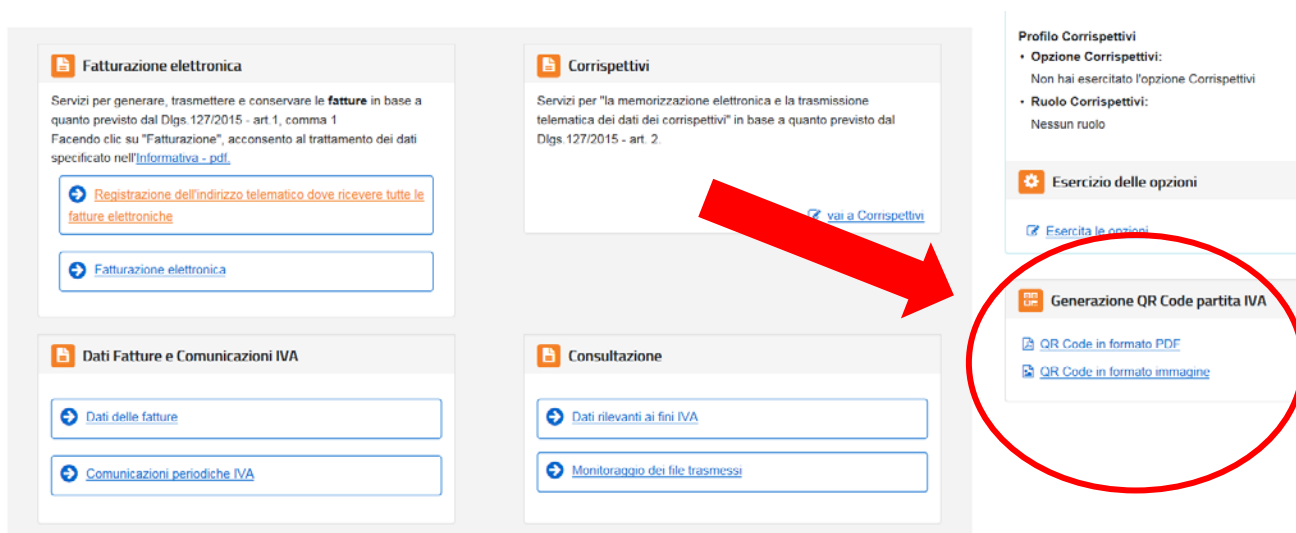 Fatturazione elettronica
Servizi per generare, trasmettere e conservare le fatture in base a
quanto previsto dal Dlgs.127/2015 - art.1, comma 1
Facendo clic su "Fatturazione", acconsento al trattamento dei dati
specificato nell'Informativa - pdf.
Registrazione dell'indirizzo telematico dove ricevere tutte le
fatture elettroniche
Fatturazione elettronica
Corrispettivi
Servizi per "la memorizzazione elettronica e la trasmissione
telematica dei dati dei corrispettivi" in base a quanto previsto dal
Dlgs.127/2015 - art. 2.
vai a Corrispettivi
Dati Fatture e Comunicazioni IVA
Dati delle fatture
Comunicazioni periodiche IVA
Consultazione
Dati rilevanti ai fini IVA
Monitoraggio dei file trasmessi
Profilo Corrispettivi
• Opzione Corrispettivi:
Non hai esercitato l'opzione Corrispettivi
• Ruolo Corrispettivi:
Nessun ruolo
Esercizio delle opzioni
Esercita le opzioni
Generazione QR Code partita IVA
QR Code in formato PDF
QR Code in formato immagine